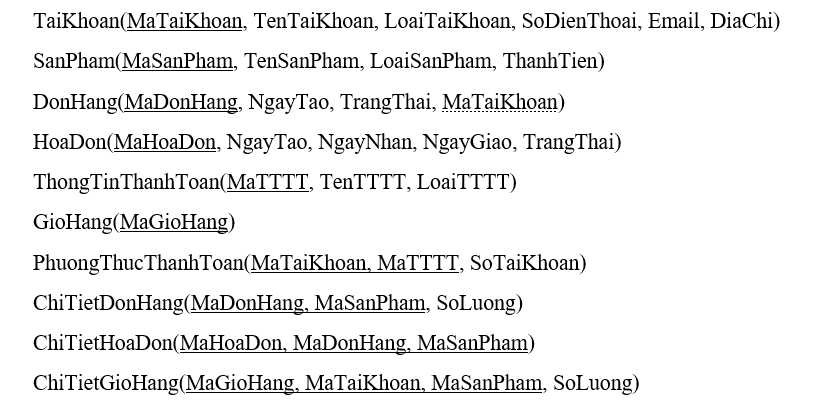 TaiKhoan(MaTaiKhoan, TenTaiKhoan, LoaiTaiKhoan, SoDienThoai, Email, DiaChi)
SanPham(MaSanPham, TenSanPham, LoaiSanPham, ThanhTien)
DonHang(MaDonHang, NgayTao, TrangThai, MaTaiKhoan)
HoaDon(MaHoaDon, NgayTao, NgayNhan, NgayGiao, TrangThai)
ThongTinThanhToan(MaTTTT, TenTTTT, LoaiTTTT)
GioHang(MaGioHang)
PhuongThucThanhToan(MaTaiKhoan, MaTTTT, SoTaiKhoan)
ChiTietDonHang(MaDonHang, MaSanPham, SoLuong)
ChiTietHoaDon(MaHoaDon, MaDonHang, MaSanPham)
ChiTietGioHang(MaGioHang, MaTaiKhoan, MaSanPham, SoLuong)